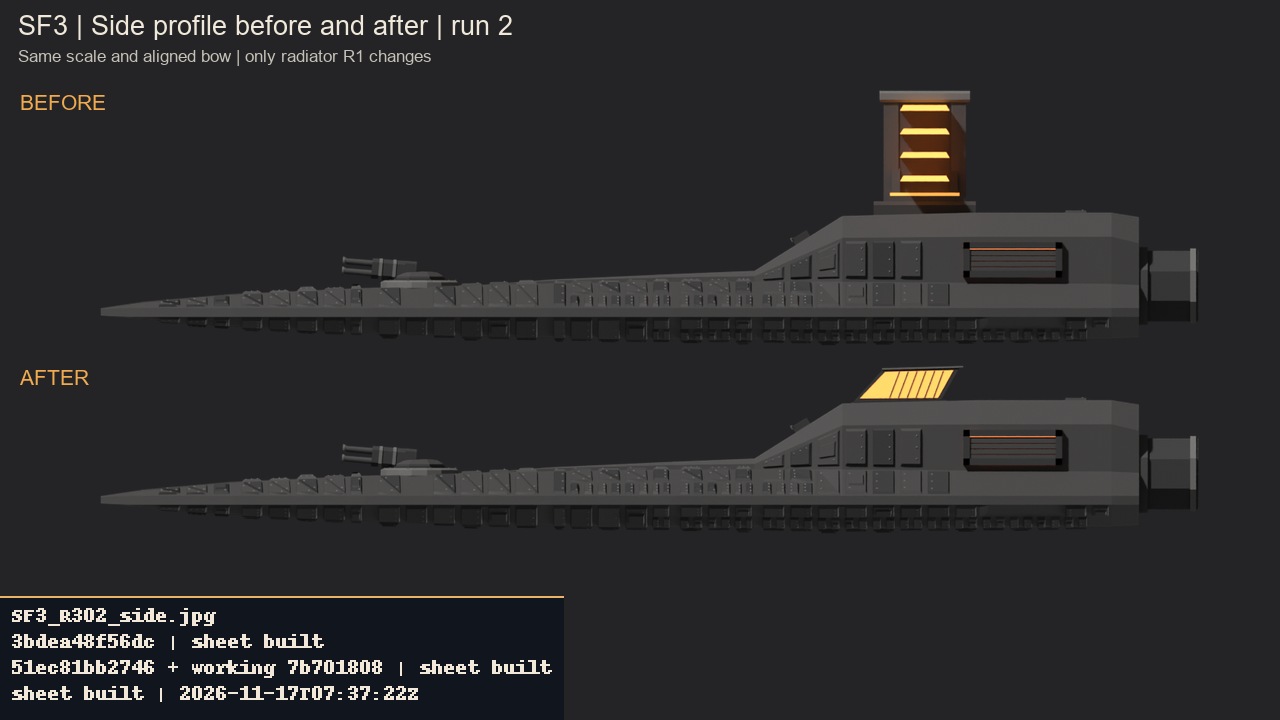 SF3 | Side profile before and after | run 2
Same scale and aligned bow | only radiator R1 changes
BEFORE
AFTER
SF3_R302_side.jpg
3bdea48f56dc | sheet built
51ec81bb2746 + working 7b701808 | sheet built
sheet built | 2026-11-17T07:37:22Z